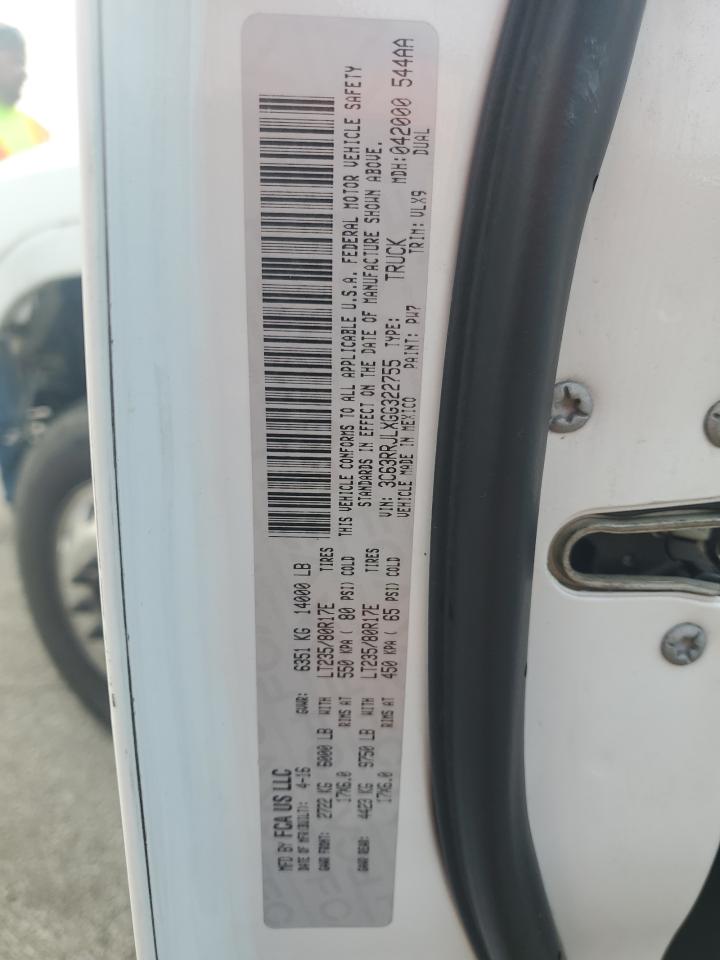 MFD BY FCA US LLC
DATE OF MFR(BUILT): 4-16 GVWR: 6351 KG 14000 LB
GAWR FRONT: 2722 KG 6000 LB WITH LT235/80R17E TIRES
17X6.0 RIMS AT 550 KPA ( 80 PSI) COLD
GAWR REAR: 4423 KG 9750 LB WITH LT235/80R17E TIRES
17X6.0 RIMS AT 450 KPA ( 65 PSI) COLD
THIS VEHICLE CONFORMS TO ALL APPLICABLE U.S.A. FEDERAL MOTOR VEHICLE SAFETY
STANDARDS IN EFFECT ON THE DATE OF MANUFACTURE SHOWN ABOVE.
VIN: 3C63RRJLXGG322755 TYPE: TRUCK MDH: 042000 544AA
VEHICLE MADE IN MEXICO PAINT: PW7 TRIM: VLX9 DUAL